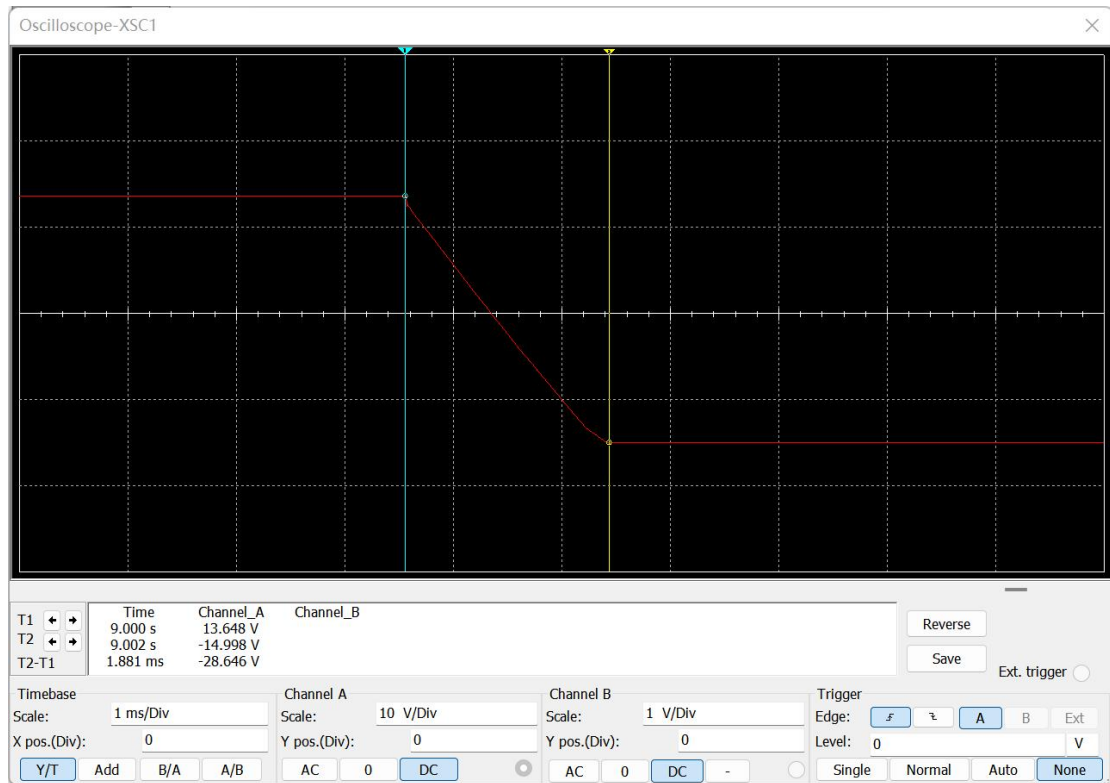 Oscilloscope-XSC1
1
2
Time Channel_A Channel_B
T1 9.000 s 13.648 V
T2 9.002 s -14.998 V
T2-T1 1.881 ms -28.646 V
Reverse
Save
Ext. trigger
Timebase
Scale: 1 ms/Div
X pos.(Div): 0
Y/T Add B/A A/B
Channel A
Scale: 10 V/Div
Y pos.(Div): 0
AC 0 DC
Channel B
Scale: 1 V/Div
Y pos.(Div): 0
AC 0 DC -
Trigger
Edge: A B Ext
Level: 0 V
Single Normal Auto None